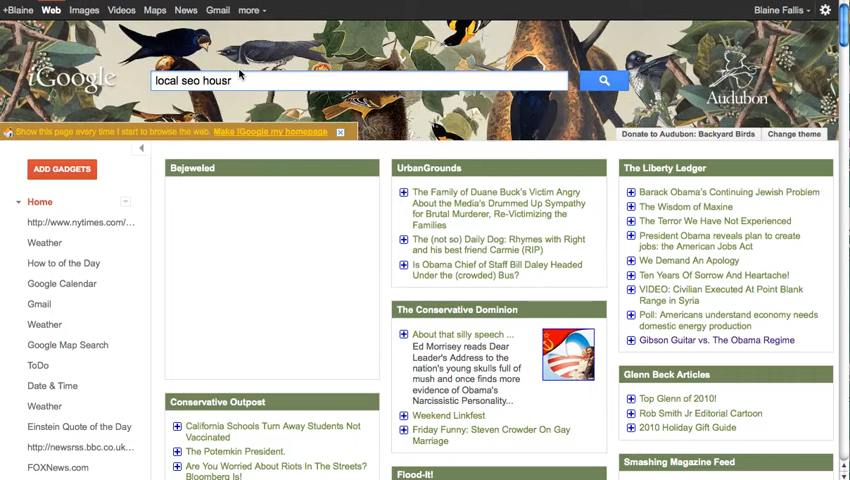 +Blaine Web Images Videos Maps News Gmail more Blaine Fallis
iGoogle
local seo housr
Audubon
Show this page every time I start to browse the web. Make iGoogle my homepage
Donate to Audubon: Backyard Birds Change theme
ADD GADGETS
Home
http://www.nytimes.com/...
Weather
How to of the Day
Google Calendar
Gmail
Weather
Google Map Search
ToDo
Date & Time
Weather
Einstein Quote of the Day
http://newsrss.bbc.co.uk...
FOXNews.com
Bejeweled
Conservative Outpost
California Schools Turn Away Students Not
Vaccinated
The Potemkin President.
Are You Worried About Riots In The Streets?
Bloomberg Is!
UrbanGrounds
The Family of Duane Buck's Victim Angry
About the Media's Drummed Up Sympathy
for Brutal Murderer, Re-Victimizing the
Families
The (not so) Daily Dog: Rhymes with Right
and his best friend Carmie (RIP)
Is Obama Chief of Staff Bill Daley Headed
Under the (crowded) Bus?
The Conservative Dominion
About that silly speech ...
Ed Morrisey reads Dear
Leader's Address to the
nation's young skulls full of
mush and once finds more
evidence of Obama's
Narcissistic Personality...
Weekend Linkfest
Friday Funny: Steven Crowder On Gay
Marriage
Flood-It!
The Liberty Ledger
Barack Obama's Continuing Jewish Problem
The Wisdom of Maxine
The Terror We Have Not Experienced
President Obama reveals plan to create
jobs: the American Jobs Act
We Demand An Apology
Ten Years Of Sorrow And Heartache!
VIDEO: Civilian Executed At Point Blank
Range in Syria
Poll: Americans understand economy needs
domestic energy production
Gibson Guitar vs. The Obama Regime
Glenn Beck Articles
Top Glenn of 2010!
Rob Smith Jr Editorial Cartoon
2010 Holiday Gift Guide
Smashing Magazine Feed